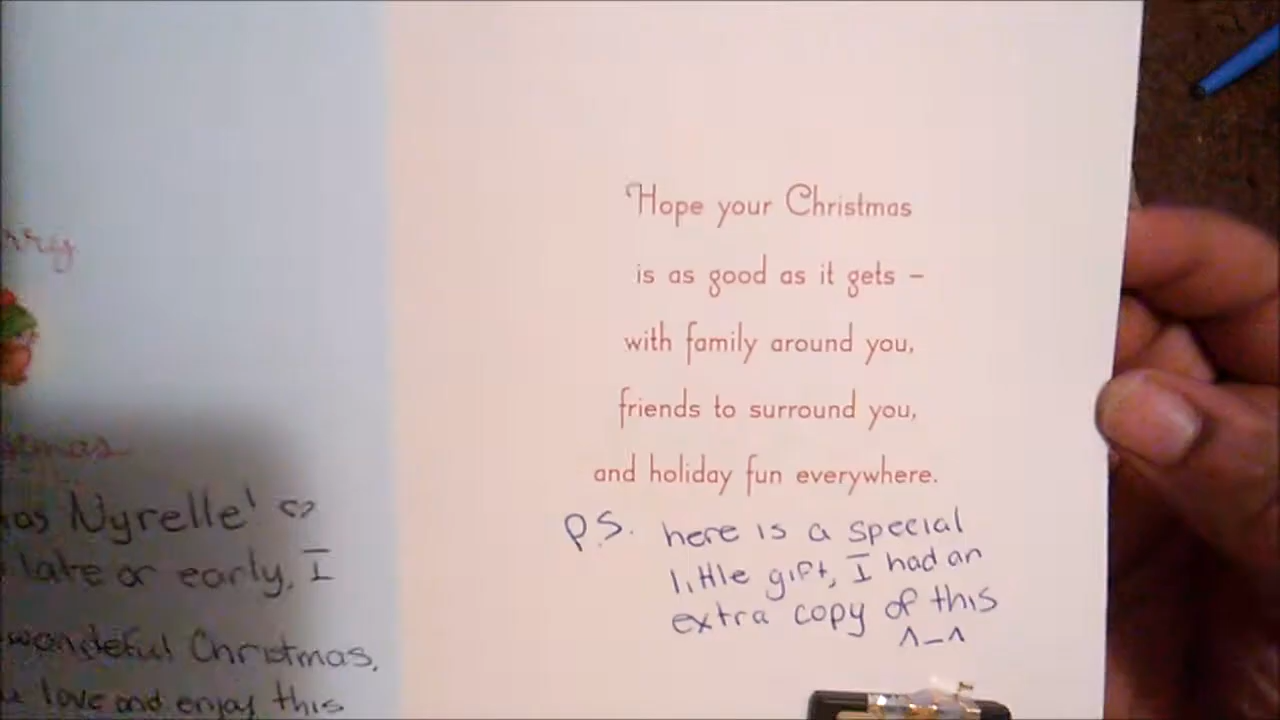 Nyrelle! ♡
late or early, I
Christmas,
love and enjoy this
Hope your Christmas
is as good as it gets –
with family around you,
friends to surround you,
and holiday fun everywhere.
P.S. here is a special
little gift, I had an
extra copy of this
^_^